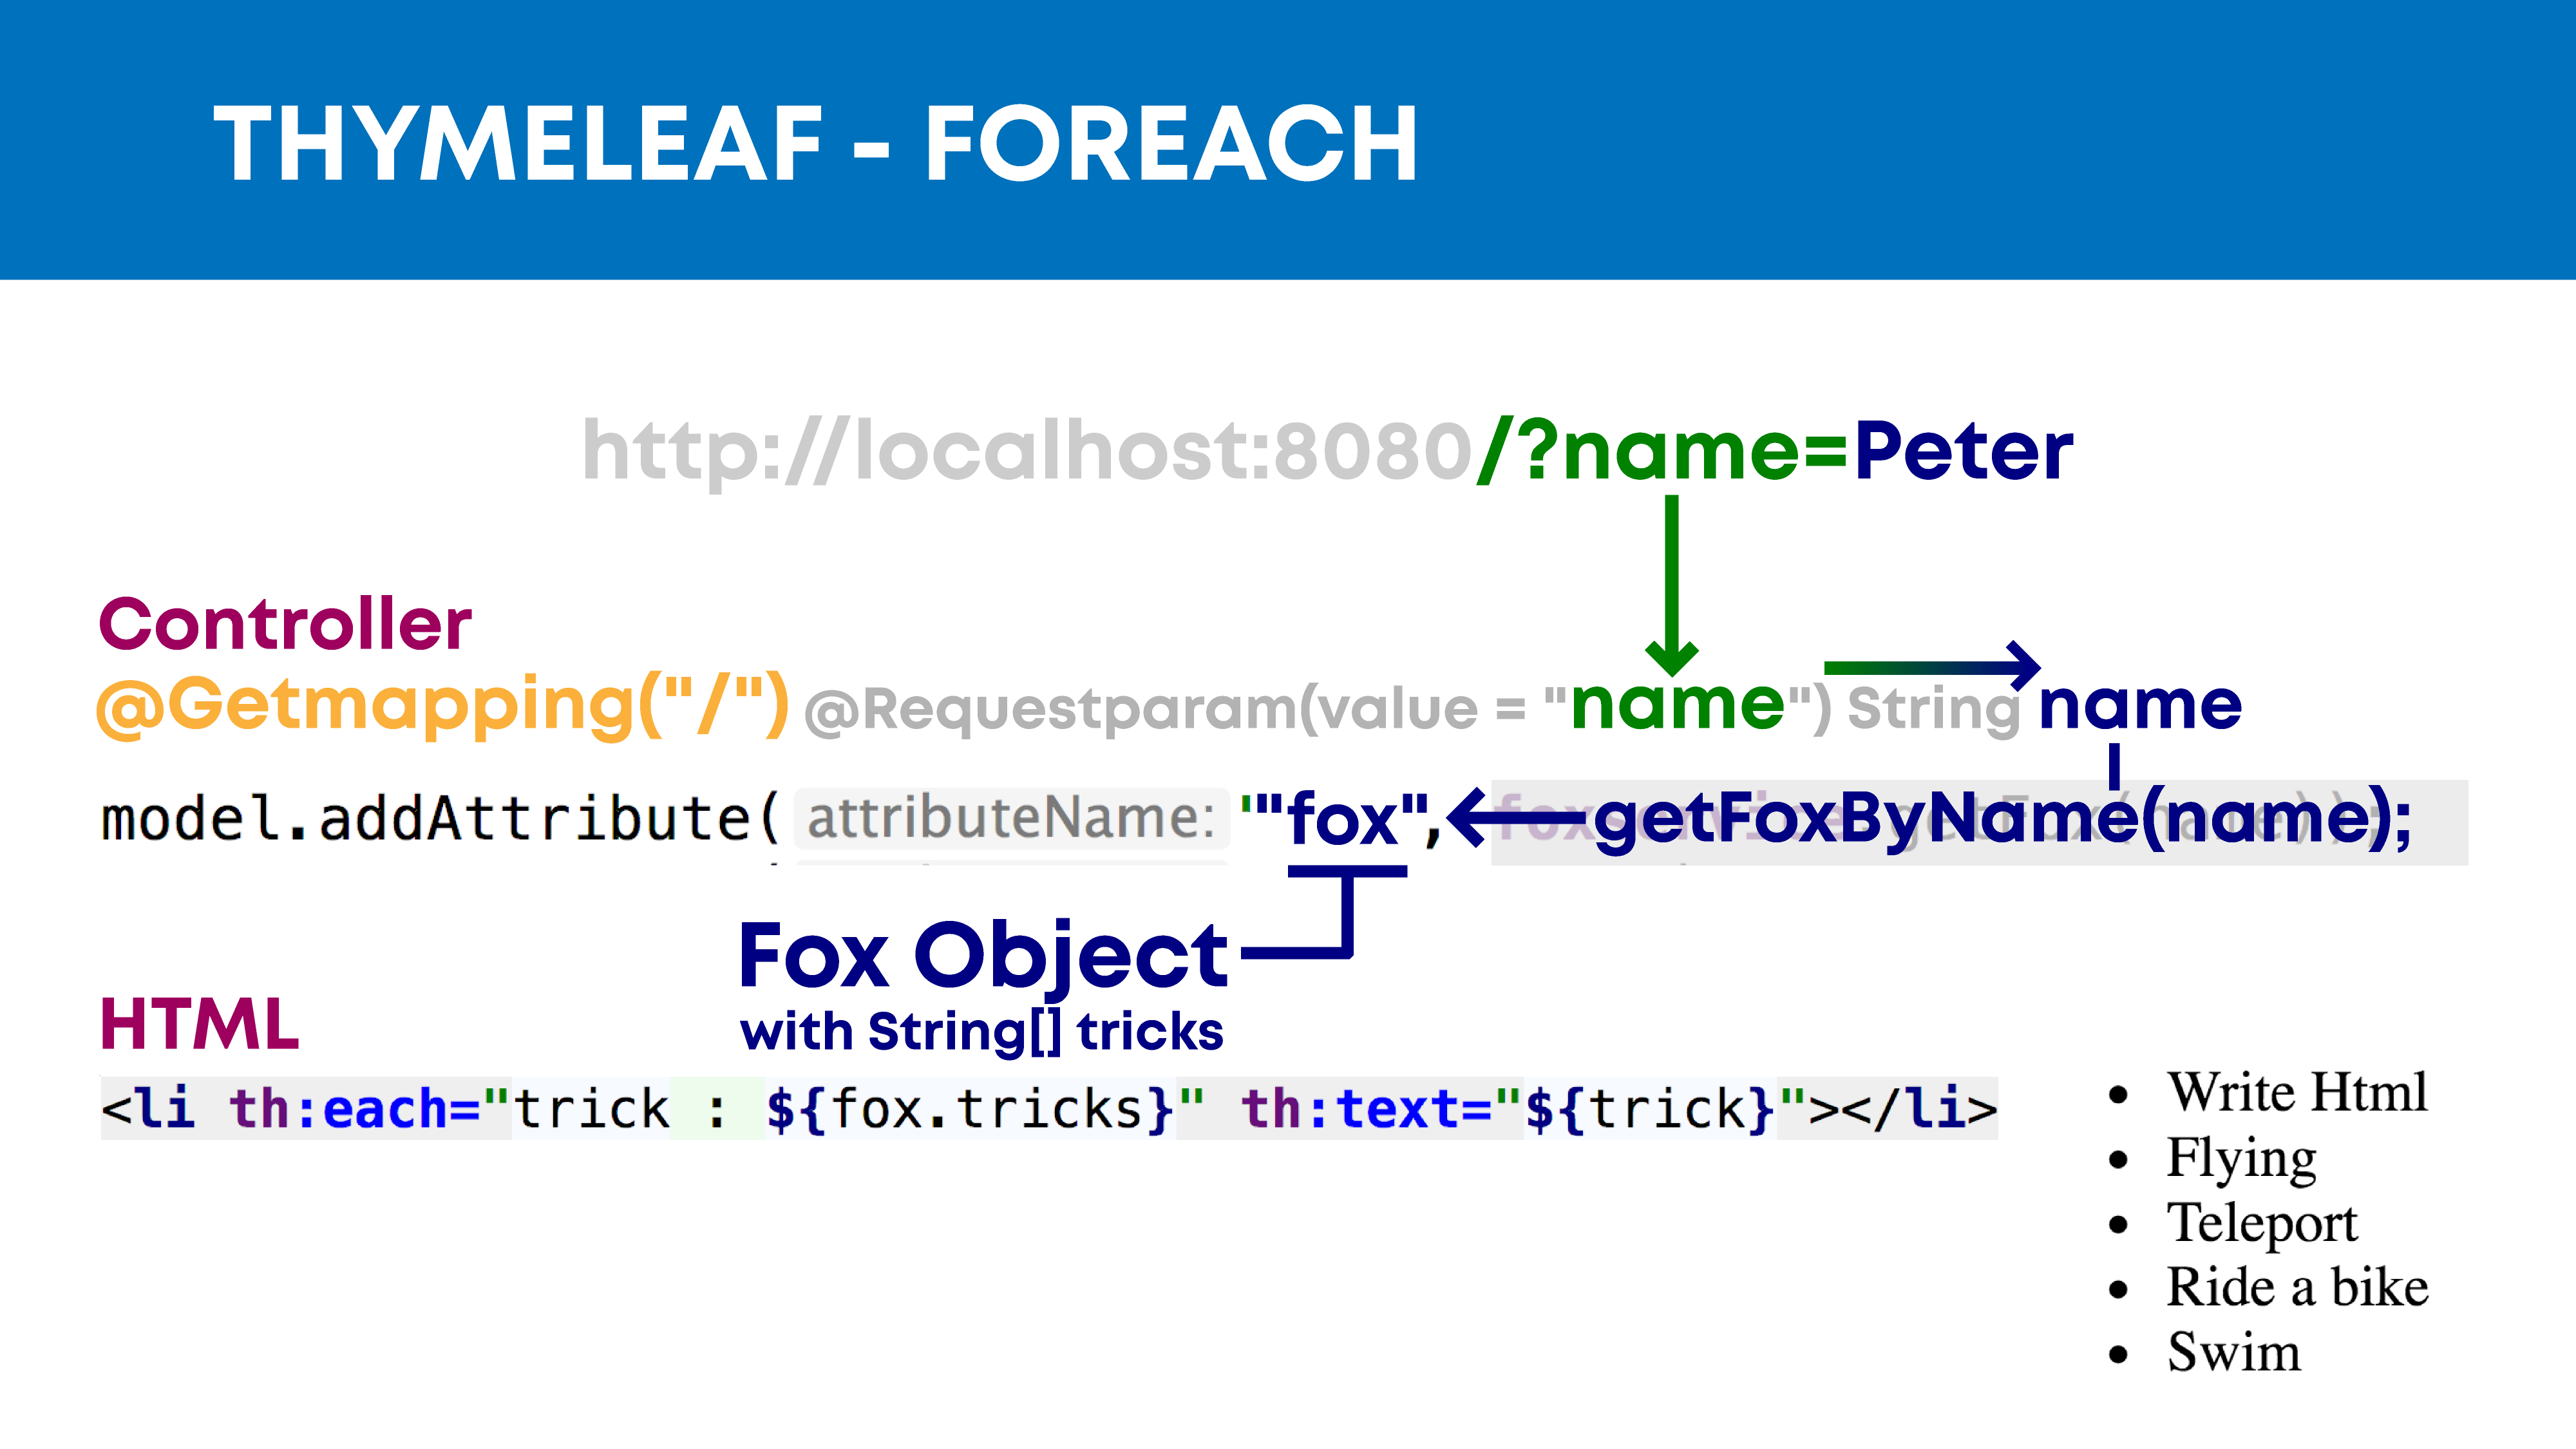 THYMELEAF - FOREACH
http://localhost:8080/?name=Peter
Controller
@Getmapping("/") @Requestparam(value = "name") String name
model.addAttribute( attributeName: '"fox", getFoxByName(name);
Fox Object
with String[] tricks
HTML
<li th:each="trick : ${fox.tricks}" th:text="${trick}"></li>
• Write Html
• Flying
• Teleport
• Ride a bike
• Swim